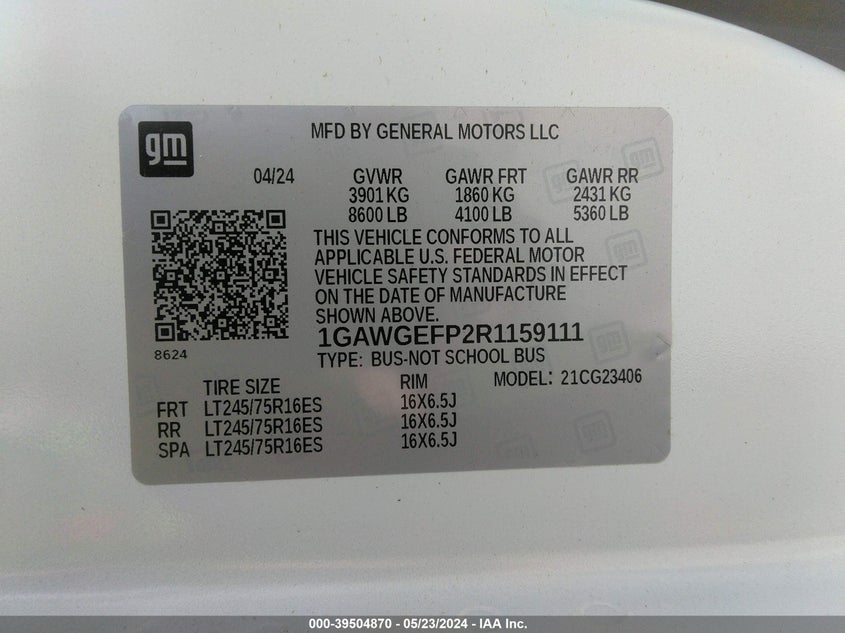 gm
MFD BY GENERAL MOTORS LLC
04/24 GVWR GAWR FRT GAWR RR
3901 KG 1860 KG 2431 KG
8600 LB 4100 LB 5360 LB
THIS VEHICLE CONFORMS TO ALL
APPLICABLE U.S. FEDERAL MOTOR
VEHICLE SAFETY STANDARDS IN EFFECT
ON THE DATE OF MANUFACTURE
SHOWN ABOVE.
1GAWGEFP2R1159111
8624
TYPE: BUS-NOT SCHOOL BUS
TIRE SIZE RIM MODEL: 21CG23406
FRT LT245/75R16ES 16X6.5J
RR LT245/75R16ES 16X6.5J
SPA LT245/75R16ES 16X6.5J
000-39504870 - 05/23/2024 - IAA Inc.